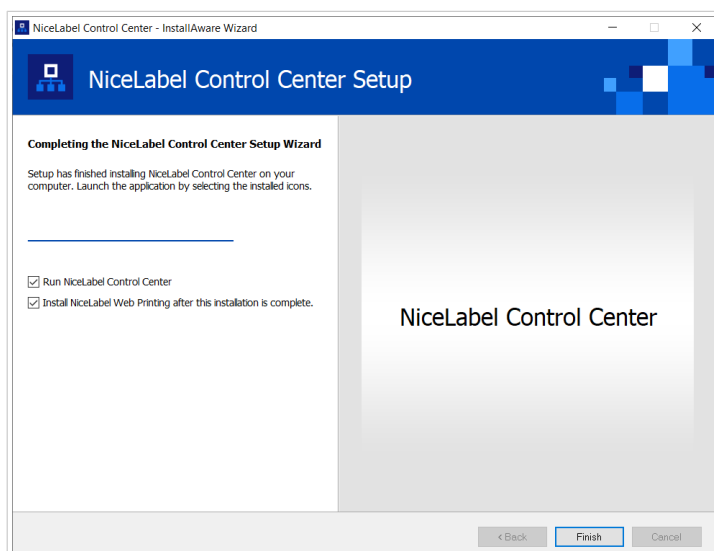 NiceLabel Control Center - InstallAware Wizard
NiceLabel Control Center Setup
Completing the NiceLabel Control Center Setup Wizard
Setup has finished installing NiceLabel Control Center on your
computer. Launch the application by selecting the installed icons.
Run NiceLabel Control Center
Install NiceLabel Web Printing after this installation is complete.
NiceLabel Control Center
< Back
Finish
Cancel